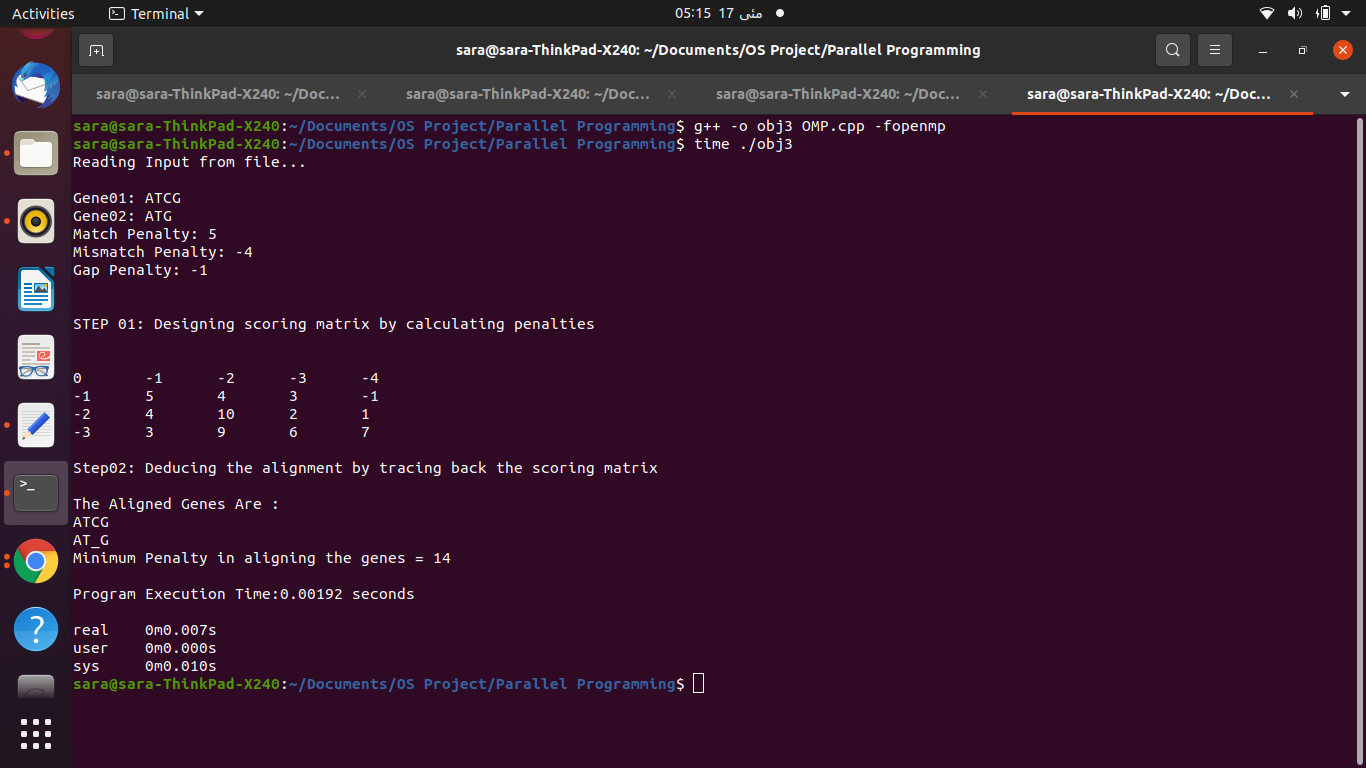 Activities Terminal 05:15 17 مئی
sara@sara-ThinkPad-X240: ~/Documents/OS Project/Parallel Programming
sara@sara-ThinkPad-X240: ~/Doc... sara@sara-ThinkPad-X240: ~/Doc... sara@sara-ThinkPad-X240: ~/Doc... sara@sara-ThinkPad-X240: ~/Doc...
sara@sara-ThinkPad-X240:~/Documents/OS Project/Parallel Programming$ g++ -o obj3 OMP.cpp -fopenmp
sara@sara-ThinkPad-X240:~/Documents/OS Project/Parallel Programming$ time ./obj3
Reading Input from file...
Gene01: ATCG
Gene02: ATG
Match Penalty: 5
Mismatch Penalty: -4
Gap Penalty: -1
STEP 01: Designing scoring matrix by calculating penalties
0 -1 -2 -3 -4
-1 5 4 3 -1
-2 4 10 2 1
-3 3 9 6 7
Step02: Deducing the alignment by tracing back the scoring matrix
The Aligned Genes Are :
ATCG
AT_G
Minimum Penalty in aligning the genes = 14
Program Execution Time:0.00192 seconds
real 0m0.007s
user 0m0.000s
sys 0m0.010s
sara@sara-ThinkPad-X240:~/Documents/OS Project/Parallel Programming$